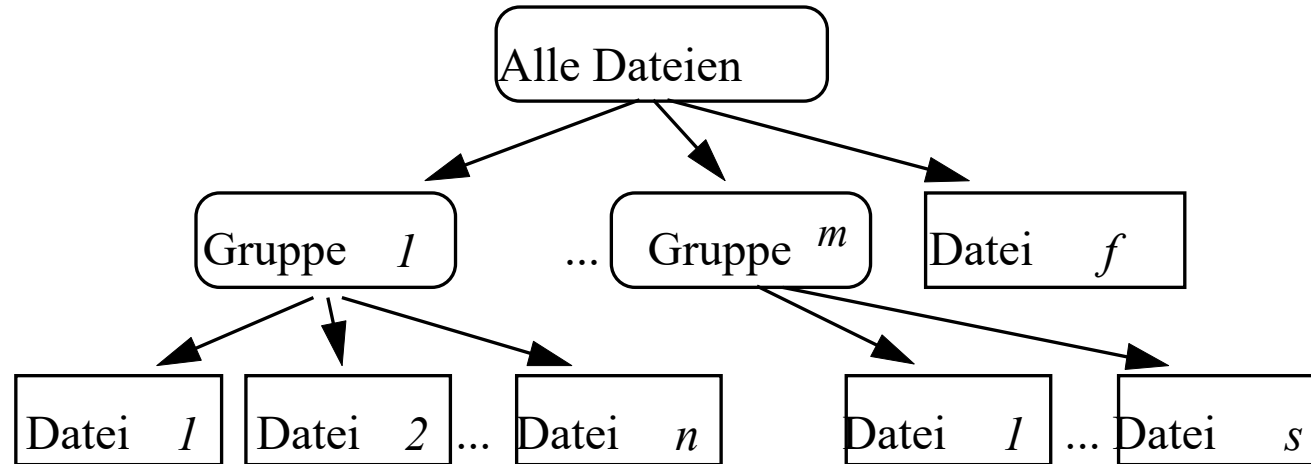 Alle Dateien
Gruppe 1 ... Gruppe m Datei f
Datei 1 Datei 2 ... Datei n Datei 1 ... Datei s